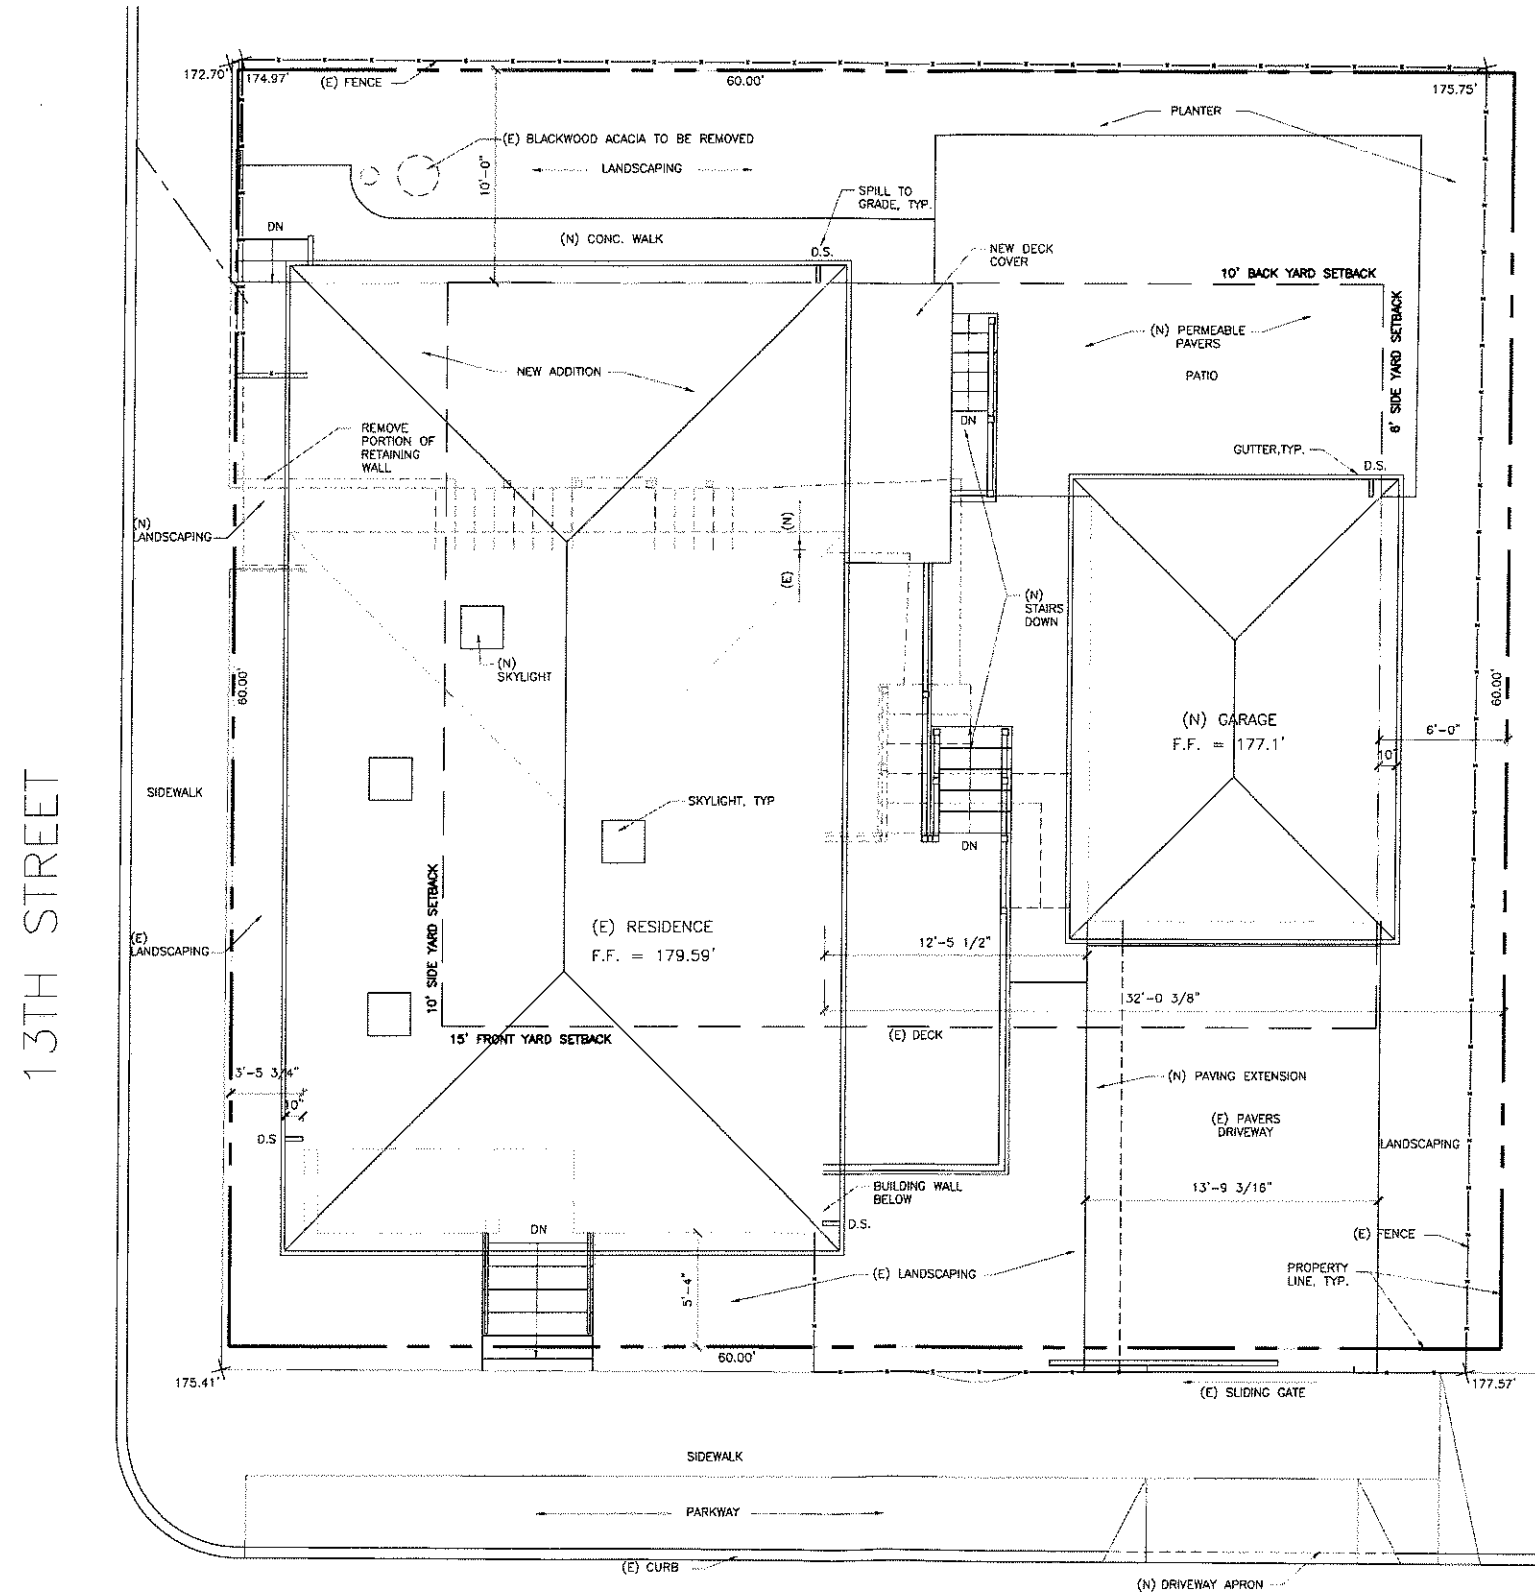 172.70'
174.97'
(E) FENCE
60.00'
175.75'
PLANTER
(E) BLACKWOOD ACACIA TO BE REMOVED
LANDSCAPING
10'-0"
SPILL TO
GRADE, TYP.
DN
(N) CONC. WALK
D.S.
NEW DECK
COVER
10' BACK YARD SETBACK
6' SIDE YARD SETBACK
(N) PERMEABLE
PAVERS
PATIO
NEW ADDITION
DN
REMOVE
PORTION OF
RETAINING
WALL
GUTTER,TYP.
D.S.
(N)
LANDSCAPING
(N)
(E)
(N)
STAIRS
DOWN
(N)
SKYLIGHT
60.00'
60.00'
(N) GARAGE
F.F. = 177.1'
6'-0"
10"
13TH STREET
SIDEWALK
SKYLIGHT, TYP
DN
10' SIDE YARD SETBACK
(E) RESIDENCE
F.F. = 179.59'
(E)
LANDSCAPING
12'-5 1/2"
32'-0 3/8"
15' FRONT YARD SETBACK
(E) DECK
3'-5 3/4"
10"
(N) PAVING EXTENSION
(E) PAVERS
DRIVEWAY
LANDSCAPING
D.S
BUILDING WALL
BELOW
13'-9 3/16"
DN
D.S.
(E) FENCE
5'-4"
(E) LANDSCAPING
PROPERTY
LINE, TYP.
60.00'
175.41'
177.57'
(E) SLIDING GATE
SIDEWALK
PARKWAY
(E) CURB
(N) DRIVEWAY APRON